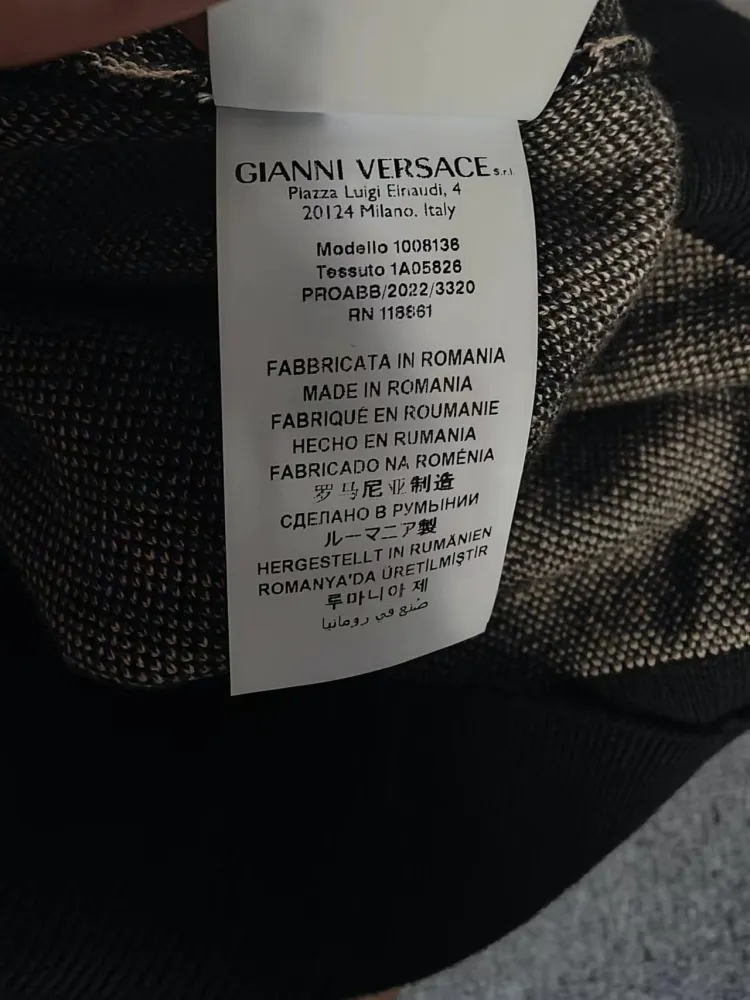 GIANNI VERSACE s.r.l.
Piazza Luigi Einaudi, 4
20124 Milano. Italy
Modello 1008136
Tessuto 1A05826
PROABB/2022/3320
RN 118861
FABBRICATA IN ROMANIA
MADE IN ROMANIA
FABRIQUÉ EN ROUMANIE
HECHO EN RUMANIA
FABRICADO NA ROMÉNIA
罗马尼亚制造
СДЕЛАНО В РУМЫНИИ
ルーマニア製
HERGESTELLT IN RUMÄNIEN
ROMANYA'DA ÜRETİLMİŞTİR
루마니아 제
صنع في رومانيا